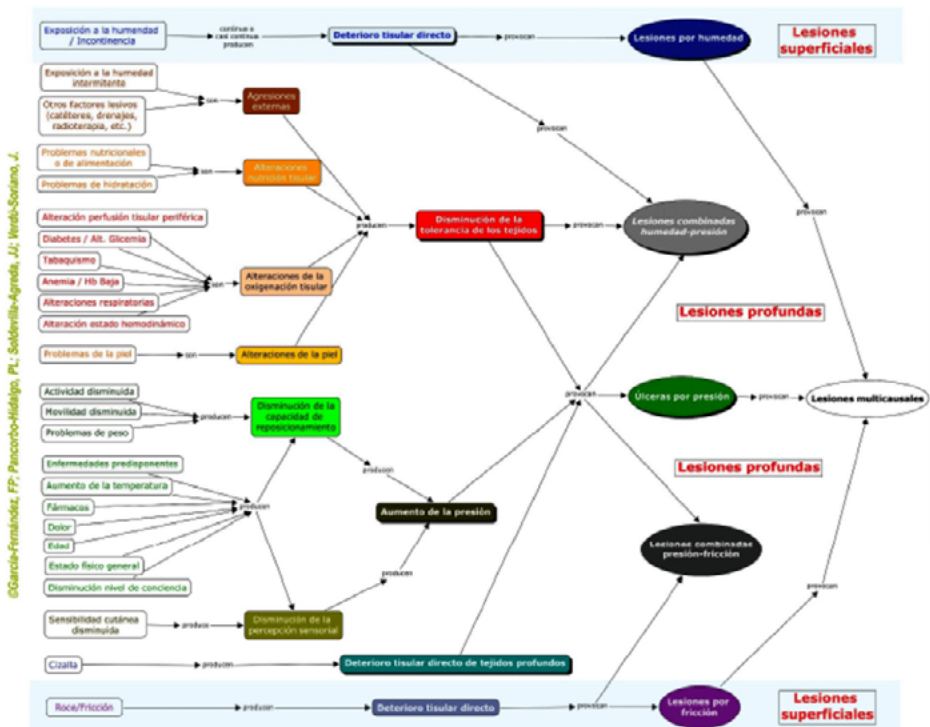 Exposición a la humendad
/ Incontinencia
continua o
casi continua
producen
Deterioro tisular directo
provocan
Lesiones por humedad
Lesiones
superficiales
Exposición a la humedad
intermitente
Otros factores lesivos
(catéteres, drenajes,
radioterapia, etc.)
son
Agresiones
externas
provocan
Problemas nutricionales
o de alimentación
Problemas de hidratación
son
Alteraciones
nutrición tisular
Alteración perfusión tisular periférica
Diabetes / Alt. Glicemia
Tabaquismo
Anemia / Hb Baja
Alteraciones respiratorias
Alteración estado hemodinámico
son
Alteraciones de la
oxigenación tisular
producen
Disminución de la
tolerancia de los tejidos
provocan
Lesiones combinadas
humedad-presión
provocan
Lesiones profundas
Problemas de la piel
son
Alteraciones de la piel
Actividad disminuida
Movilidad disminuida
Problemas de peso
producen
Disminución de la
capacidad de
reposicionamiento
provocan
Úlceras por presión
provocan
Lesiones multicausales
Lesiones profundas
Enfermedades predisponentes
Aumento de la temperatura
Fármacos
Dolor
Edad
Estado físico general
Disminución nivel de conciencia
producen
producen
Aumento de la presión
producen
Lesiones combinadas
presión-fricción
provocan
Sensibilidad cutánea
disminuida
produce
Disminución de la
percepción sensorial
Cizalla
producen
Deterioro tisular directo de tejidos profundos
Roce/Fricción
producen
Deterioro tisular directo
provocan
Lesiones por
fricción
Lesiones
superficiales
©García-Fernández, FP; Pancorbo-Hidalgo, PL; Soldevilla-Agreda, JJ; Verdú-Soriano, J.